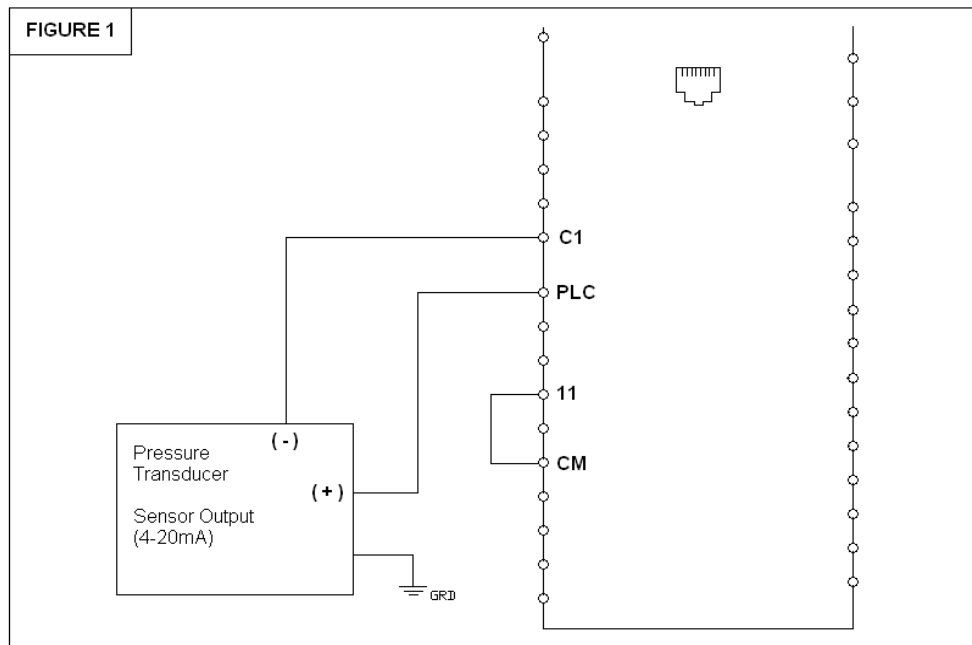 FIGURE 1
C1
PLC
11
CM
( - )
Pressure
Transducer
( + )
Sensor Output
(4-20mA)
GRD